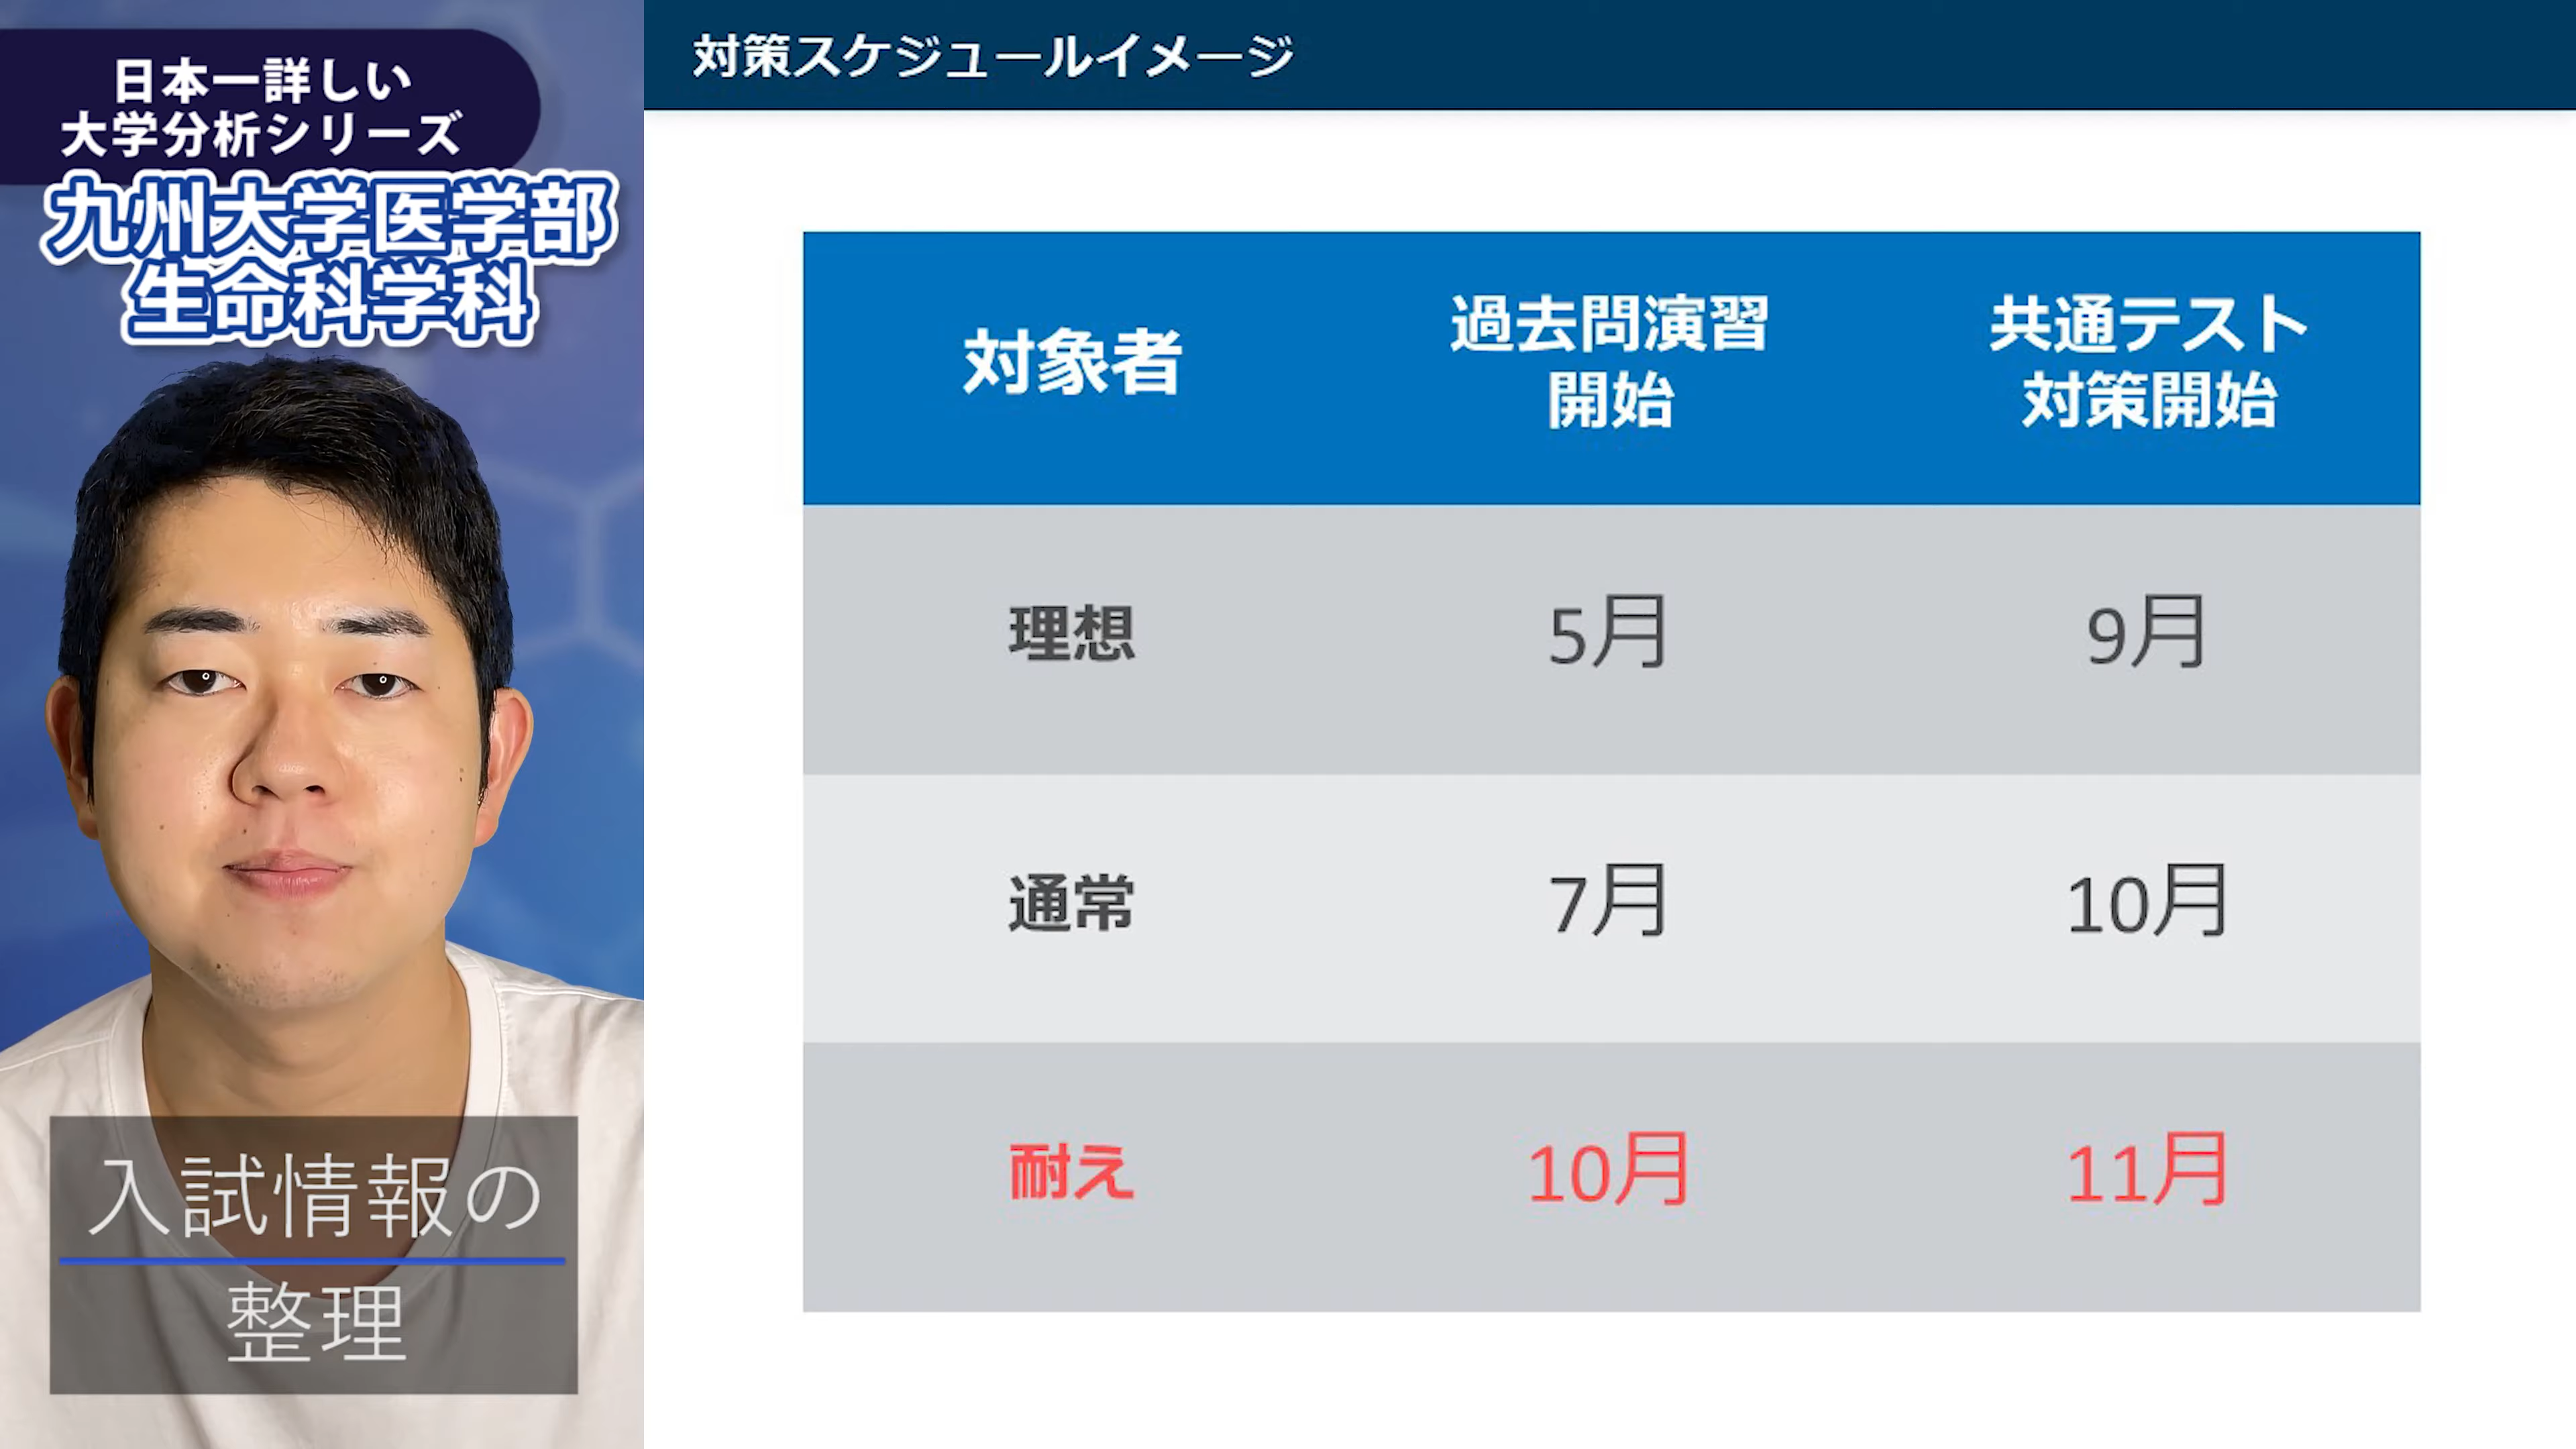 日本一詳しい
大学分析シリーズ
九州大学医学部
生命科学科
入試情報の
整理
対策スケジュールイメージ
対象者
過去問演習
開始
共通テスト
対策開始
理想 5月 9月
通常 7月 10月
耐え 10月 11月